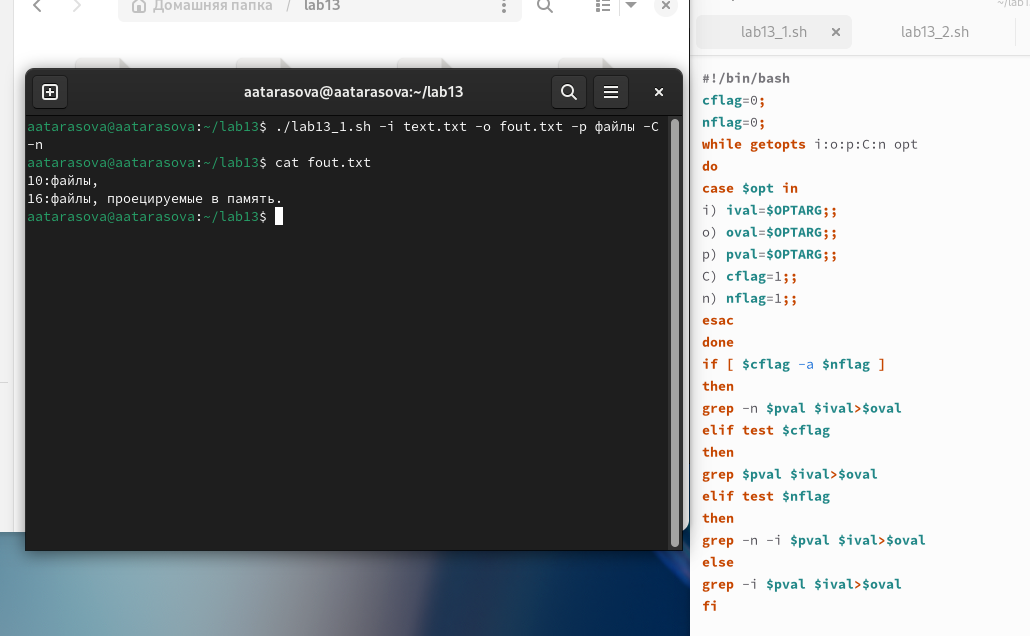 Домашняя папка / lab13
lab13_1.sh
lab13_2.sh
aatarasova@aatarasova:~/lab13
aatarasova@aatarasova:~/lab13$ ./lab13_1.sh -i text.txt -o fout.txt -p файлы -C
-n
aatarasova@aatarasova:~/lab13$ cat fout.txt
10:файлы,
16:файлы, проецируемые в память.
aatarasova@aatarasova:~/lab13$
#!/bin/bash
cflag=0;
nflag=0;
while getopts i:o:p:C:n opt
do
case $opt in
i) ival=$OPTARG;;
o) oval=$OPTARG;;
p) pval=$OPTARG;;
C) cflag=1;;
n) nflag=1;;
esac
done
if [ $cflag -a $nflag ]
then
grep -n $pval $ival>$oval
elif test $cflag
then
grep $pval $ival>$oval
elif test $nflag
then
grep -n -i $pval $ival>$oval
else
grep -i $pval $ival>$oval
fi